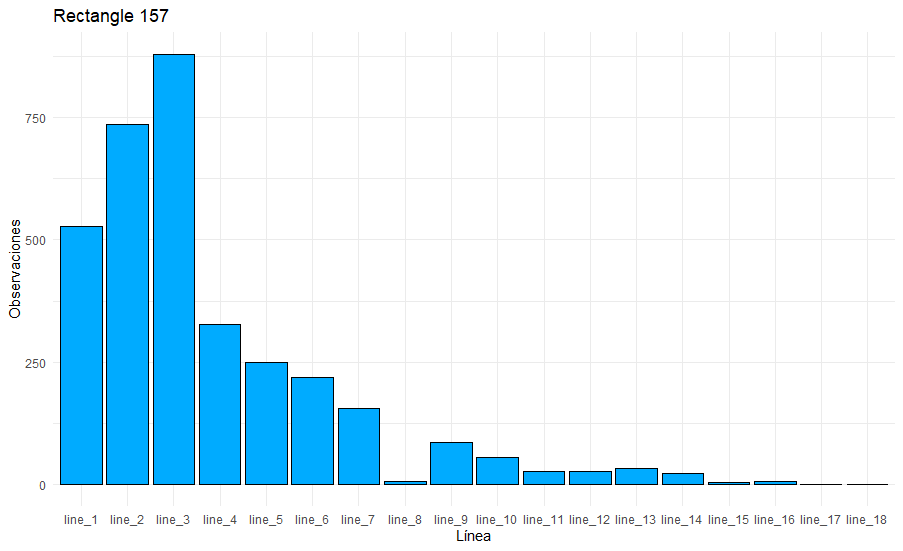 Rectangle 157
Observaciones
750
500
250
0
line_1 line_2 line_3 line_4 line_5 line_6 line_7 line_8 line_9 line_10 line_11 line_12 line_13 line_14 line_15 line_16 line_17 line_18
Línea